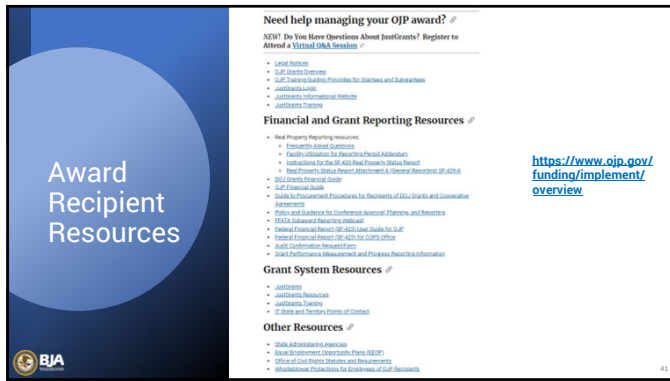 Award
Recipient
Resources
BJA
Need help managing your OJP award?
NEW! Do You Have Questions About JustGrants? Register to
Attend a Virtual Q&A Session
Legal Notices
OJP Grants Overview
OJP Training Guiding Principles for Grantees and Subgrantees
JustGrants Login
JustGrants Informational Website
JustGrants Training
Financial and Grant Reporting Resources
Real Property Reporting resources:
Frequently Asked Questions
Facility Utilization for Reporting Period Addendum
Instructions for the SF-429 Real Property Status Report
Real Property Status Report Attachment A (General Reporting) SF-429-A
DOJ Grants Financial Guide
OJP Financial Guide
Guide to Procurement Procedures for Recipients of DOJ Grants and Cooperative
Agreements
Policy and Guidance for Conference Approval, Planning, and Reporting
FFATA Subaward Reporting Webcast
Federal Financial Report (SF-425) User Guide for OJP
Federal Financial Report (SF-425) for COPS Office
Audit Confirmation Request Form
Grant Performance Measurement and Progress Reporting Information
Grant System Resources
JustGrants
JustGrants Resources
JustGrants Training
IT State and Territory Points of Contact
Other Resources
State Administering Agencies
Equal Employment Opportunity Plans (EEOP)
Office of Civil Rights Statutes and Requirements
Whistleblower Protections for Employees of OJP Recipients
https://www.ojp.gov/
funding/implement/
overview
41